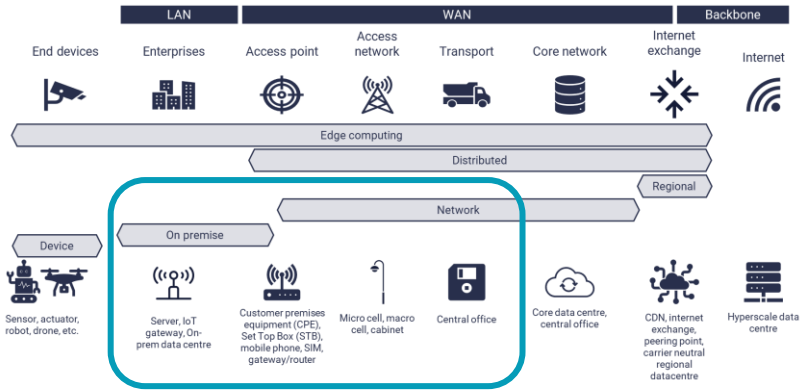 LAN
WAN
Backbone
End devices
Enterprises
Access point
Access
network
Transport
Core network
Internet
exchange
Internet
Edge computing
Distributed
Regional
Network
On premise
Device
Sensor, actuator,
robot, drone, etc.
Server, IoT
gateway, On-
prem data centre
Customer premises
equipment (CPE),
Set Top Box (STB),
mobile phone, SIM,
gateway/router
Micro cell, macro
cell, cabinet
Central office
Core data centre,
central office
CDN, internet
exchange,
peering point,
carrier neutral
regional
datacentre
Hyperscale data
centre